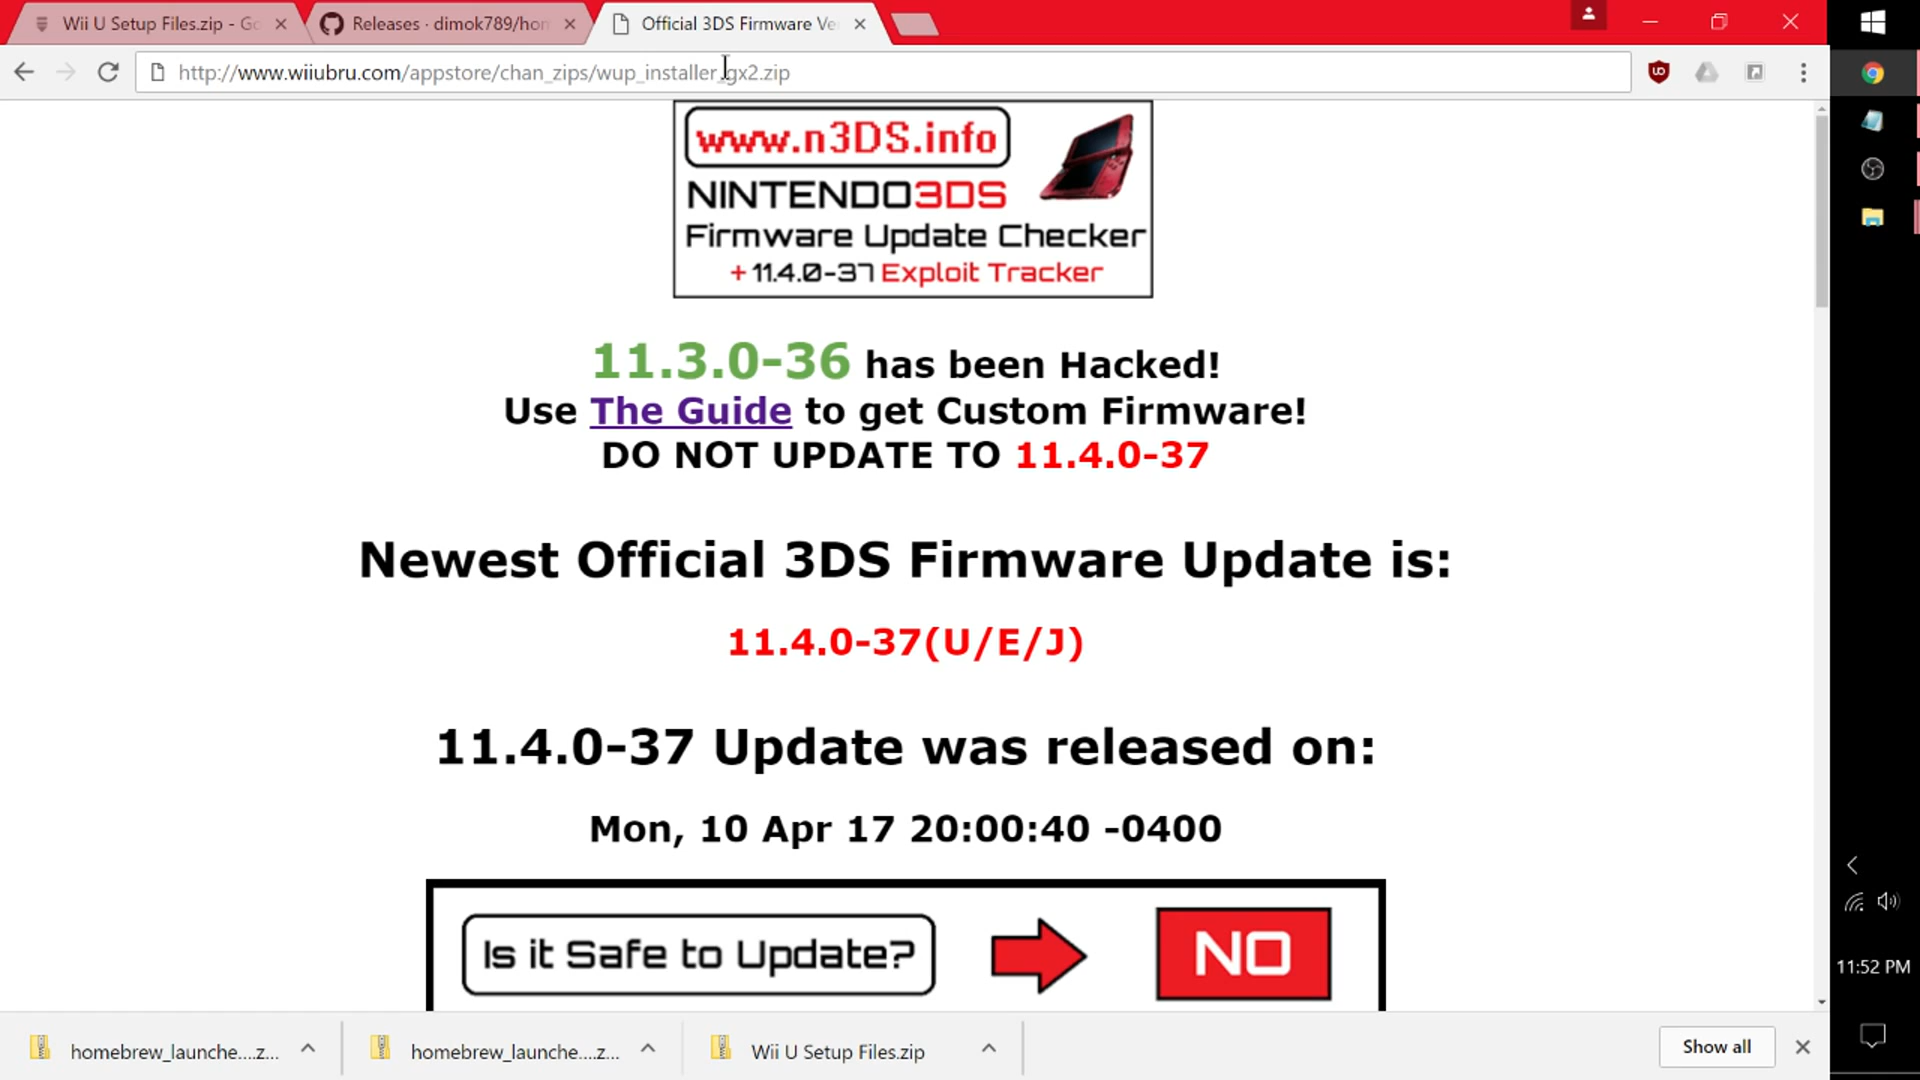 Wii U Setup Files.zip - Go
Releases · dimok789/hon
Official 3DS Firmware Ve
http://www.wiiubru.com/appstore/chan_zips/wup_installer_gx2.zip
www.n3DS.info
NINTENDO3DS
Firmware Update Checker
+ 11.4.0-37 Exploit Tracker
11.3.0-36 has been Hacked!
Use The Guide to get Custom Firmware!
DO NOT UPDATE TO 11.4.0-37
Newest Official 3DS Firmware Update is:
11.4.0-37(U/E/J)
11.4.0-37 Update was released on:
Mon, 10 Apr 17 20:00:40 -0400
Is it Safe to Update?
NO
11:52 PM
homebrew_launche....z...
homebrew_launche....z...
Wii U Setup Files.zip
Show all